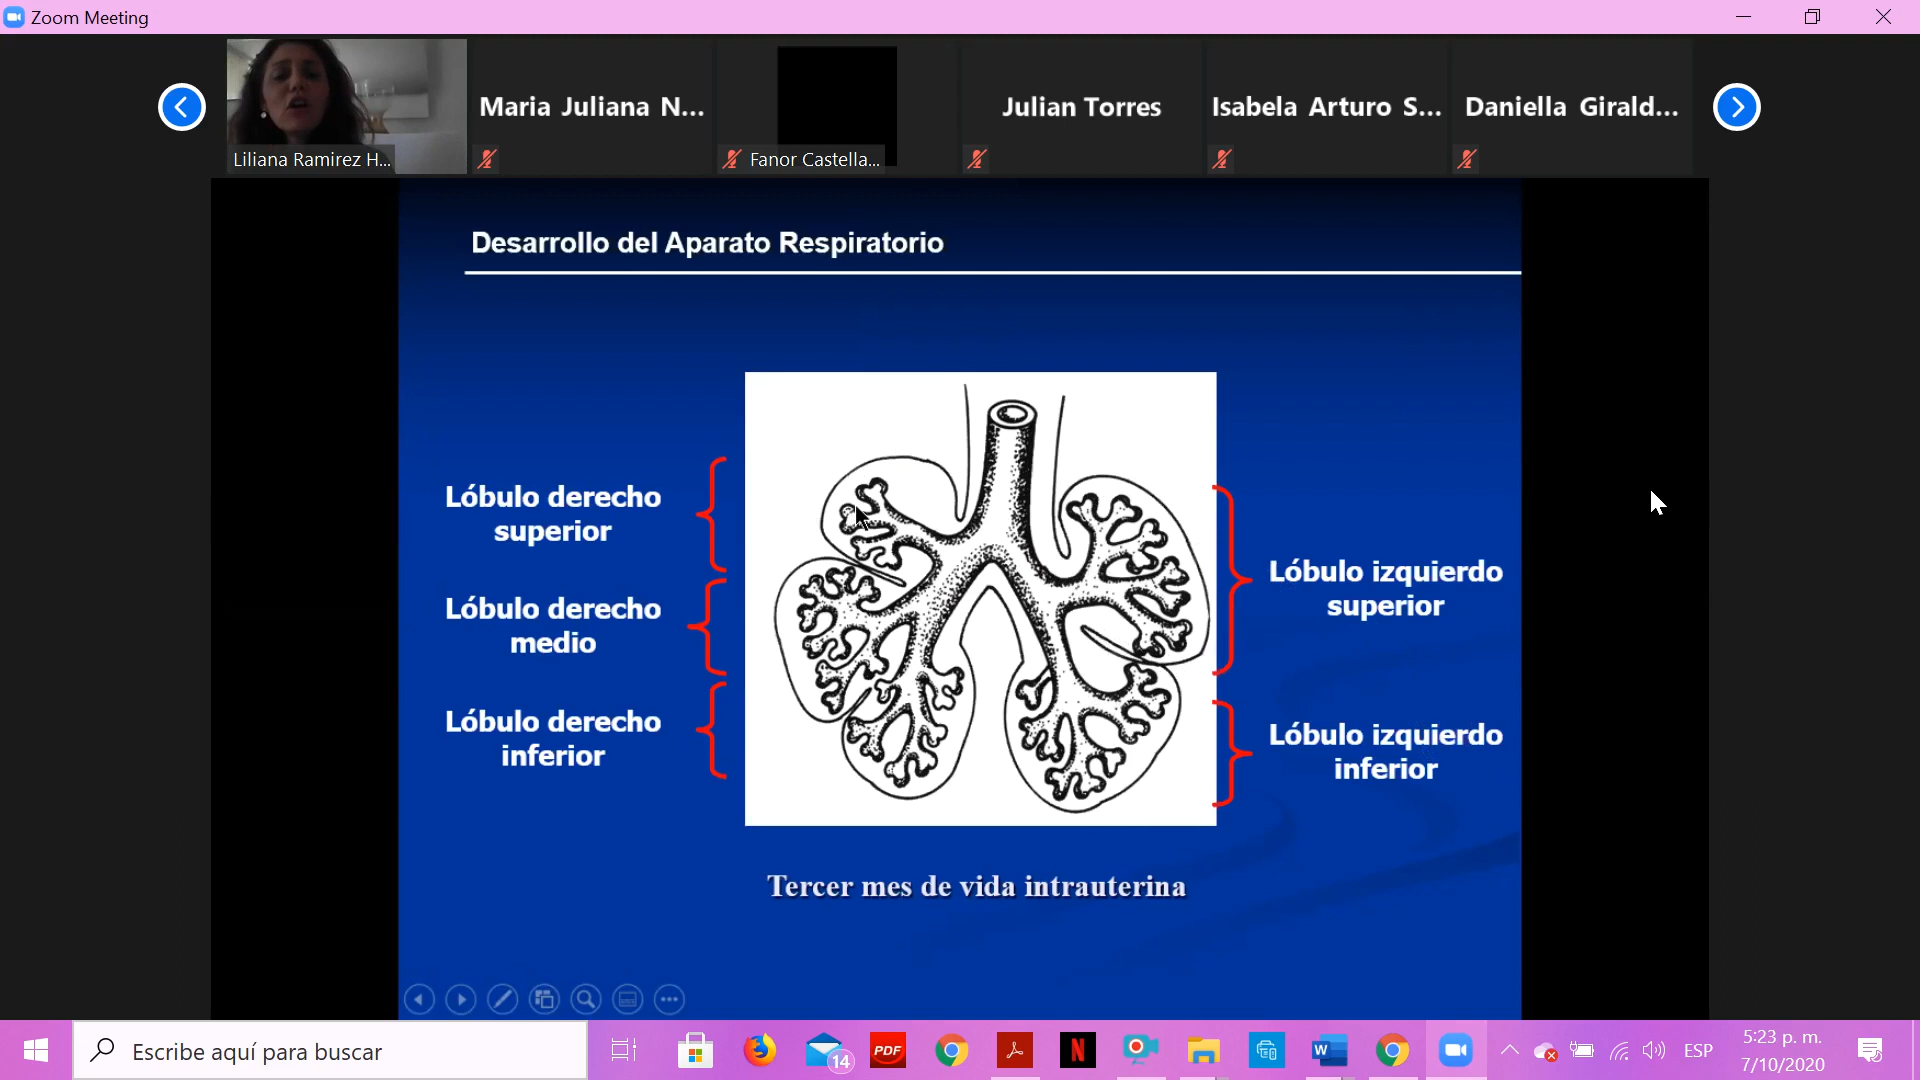 Zoom Meeting
Liliana Ramirez H...
Maria Juliana N...
Fanor Castella...
Julian Torres
Isabela Arturo S...
Daniella Girald...
Desarrollo del Aparato Respiratorio
Lóbulo derecho
superior
Lóbulo derecho
medio
Lóbulo derecho
inferior
Lóbulo izquierdo
superior
Lóbulo izquierdo
inferior
Tercer mes de vida intrauterina
Escribe aquí para buscar
14
PDF
N
W
ESP
5:23 p. m.
7/10/2020